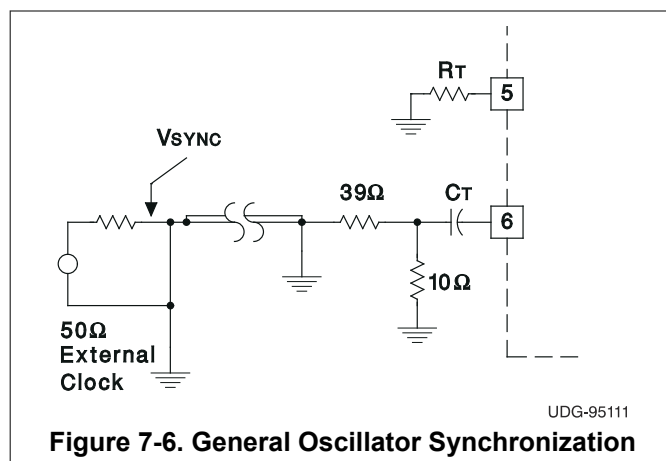 RT
5
VSYNC
39Ω
CT
6
10Ω
50Ω
External
Clock
UDG-95111
Figure 7-6. General Oscillator Synchronization